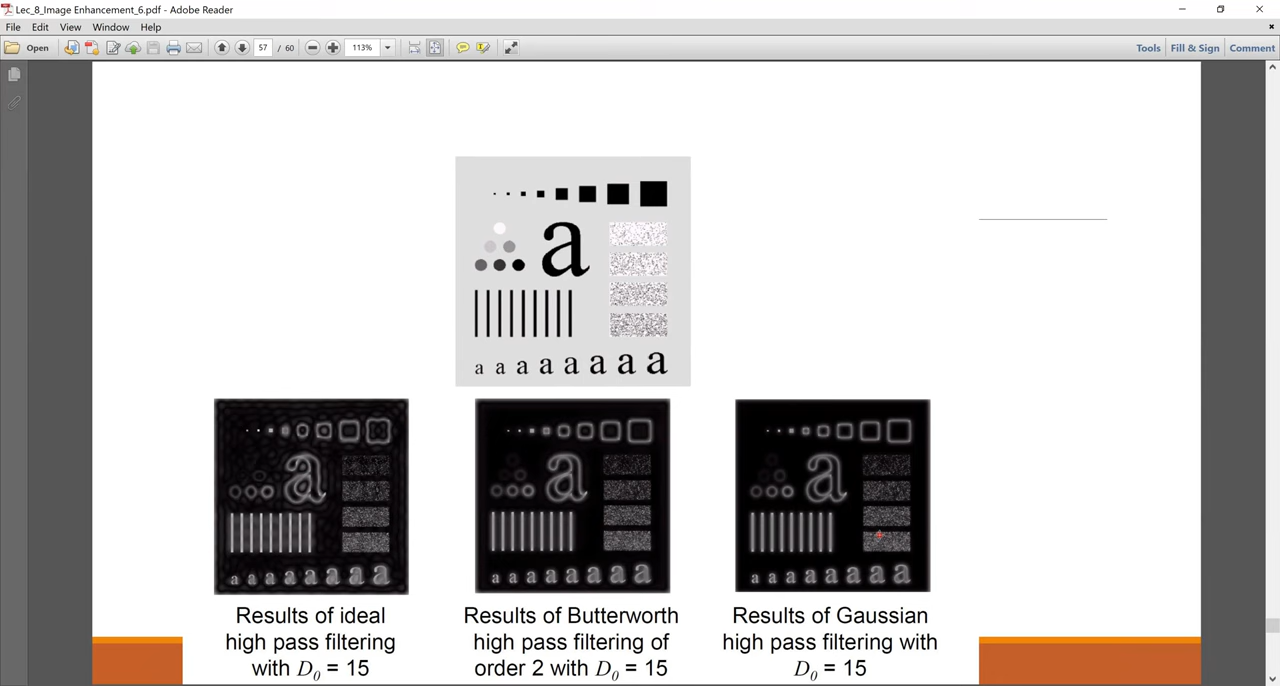 Lec_8_Image Enhancement_6.pdf - Adobe Reader
File Edit View Window Help
Open 57 / 60 113% Tools Fill & Sign Comment
a
a a a a a a a a
a a a
a a a a a a a a a a a a a a a a a a a a a a a a
Results of ideal
high pass filtering
with D0 = 15
Results of Butterworth
high pass filtering of
order 2 with D0 = 15
Results of Gaussian
high pass filtering with
D0 = 15